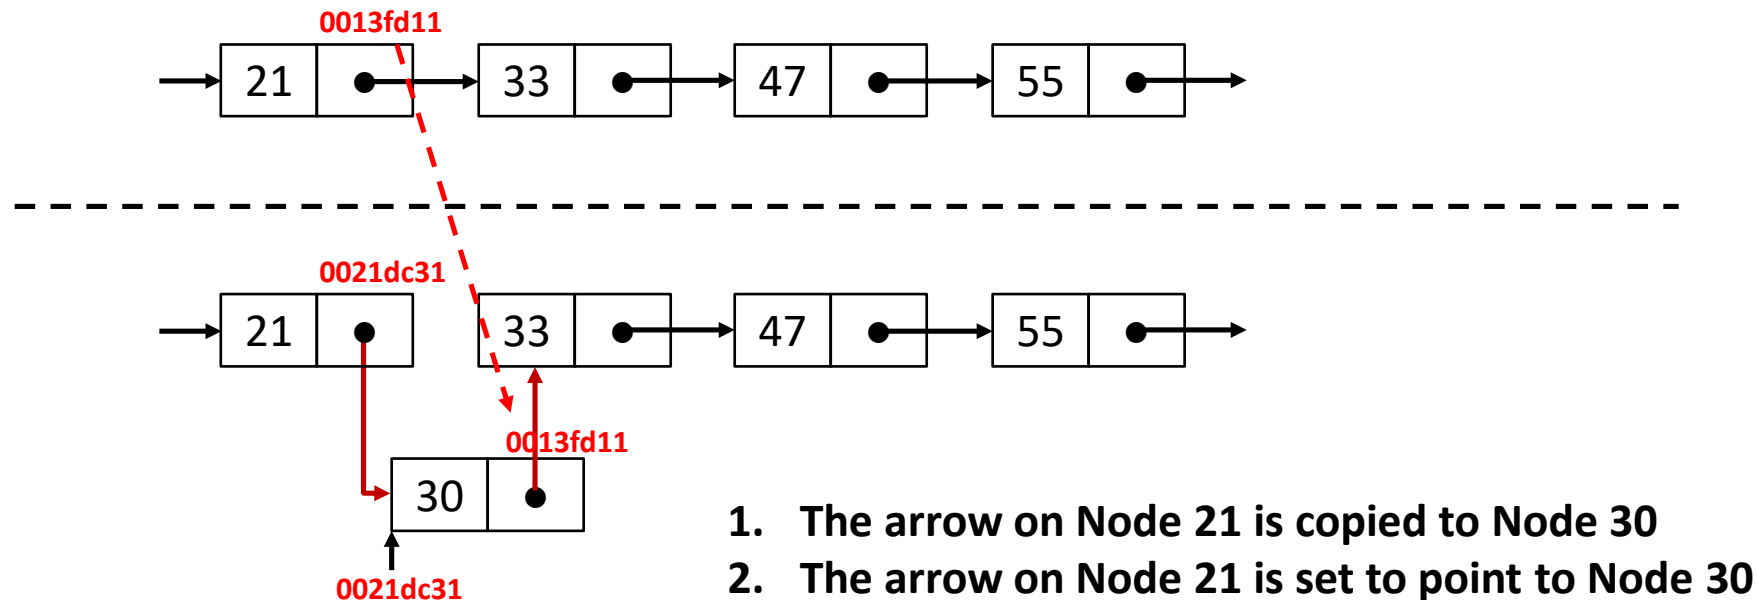 0013fd11
21 33 47 55
0021dc31
21 33 47 55
0013fd11
30
1. The arrow on Node 21 is copied to Node 30
0021dc31
2. The arrow on Node 21 is set to point to Node 30